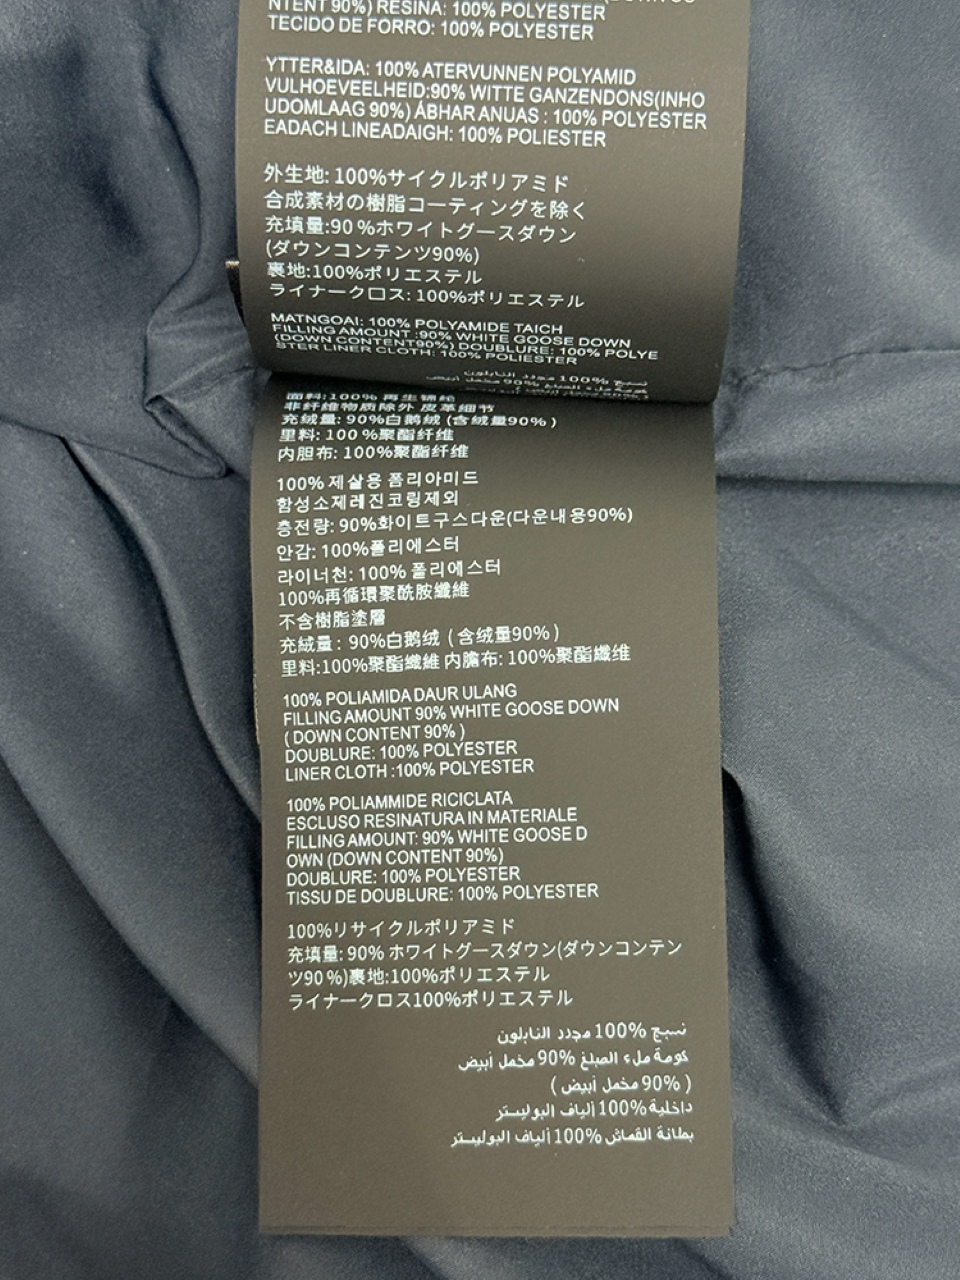 NTENT 90%) RESINA: 100% POLYESTER
TECIDO DE FORRO: 100% POLYESTER
YTTER&IDA: 100% ATERVUNNEN POLYAMID
VULHOEVEELHEID:90% WITTE GANZENDONS(INHO
UDOMLAAG 90%) ÁBHAR ANUAS : 100% POLYESTER
EADACH LINEADAIGH: 100% POLIESTER
外生地: 100%サイクルポリアミド
合成素材の樹脂コーティングを除く
充填量:90%ホワイトグースダウン
(ダウンコンテンツ90%)
裏地:100%ポリエステル
ライナークロス: 100%ポリエステル
MATNGOAI: 100% POLYAMIDE TAICH
FILLING AMOUNT :90% WHITE GOOSE DOWN
(DOWN CONTENT90%) DOUBLURE: 100% POLYE
STER LINER CLOTH: 100% POLIESTER
نسيج %100 مجدد النايلون
كومة ملء المبلغ %90 مخمل أبيض
面料:100% 再生锦纶
非纤维物质除外 皮革细节
充绒量: 90%白鹅绒 (含绒量90%)
里料: 100%聚酯纤维
内胆布: 100%聚酯纤维
100% 제살용 폼리아미드
함성소제레진코링제외
충전량: 90%화이트구스다운(다운내용90%)
안감: 100%폴리에스터
라이너천: 100% 폴리에스터
100%再循環聚酰胺纖維
不含樹脂塗層
充絨量: 90%白鹅绒 (含绒量90%)
里料:100%聚酯纖維 内膽布: 100%聚酯纖维
100% POLIAMIDA DAUR ULANG
FILLING AMOUNT 90% WHITE GOOSE DOWN
( DOWN CONTENT 90% )
DOUBLURE: 100% POLYESTER
LINER CLOTH :100% POLYESTER
100% POLIAMMIDE RICICLATA
ESCLUSO RESINATURA IN MATERIALE
FILLING AMOUNT: 90% WHITE GOOSE D
OWN (DOWN CONTENT 90%)
DOUBLURE: 100% POLYESTER
TISSU DE DOUBLURE: 100% POLYESTER
100%リサイクルポリアミド
充填量: 90% ホワイトグースダウン(ダウンコンテン
ツ90%)裏地:100%ポリエステル
ライナークロス100%ポリエステル
نسيج %100 مجدد النايلون
كومة ملء المبلغ %90 مخمل أبيض
( %90 مخمل أبيض )
داخلية %100 ألياف البوليستر
بطانة القماش %100 ألياف البوليستر